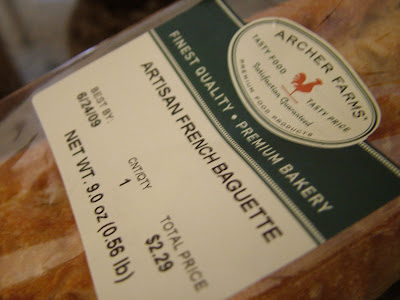 ARCHER FARMS®
TASTY FOOD
TASTY PRICE
Satisfaction Guaranteed
PREMIUM FOOD PRODUCTS
FINEST QUALITY • PREMIUM BAKERY
ARTISAN FRENCH BAGUETTE
BEST BY:
6/24/09
CNT/QTY
1
TOTAL PRICE
$2.29
NET WT. 9.0 oz (0.56 lb)